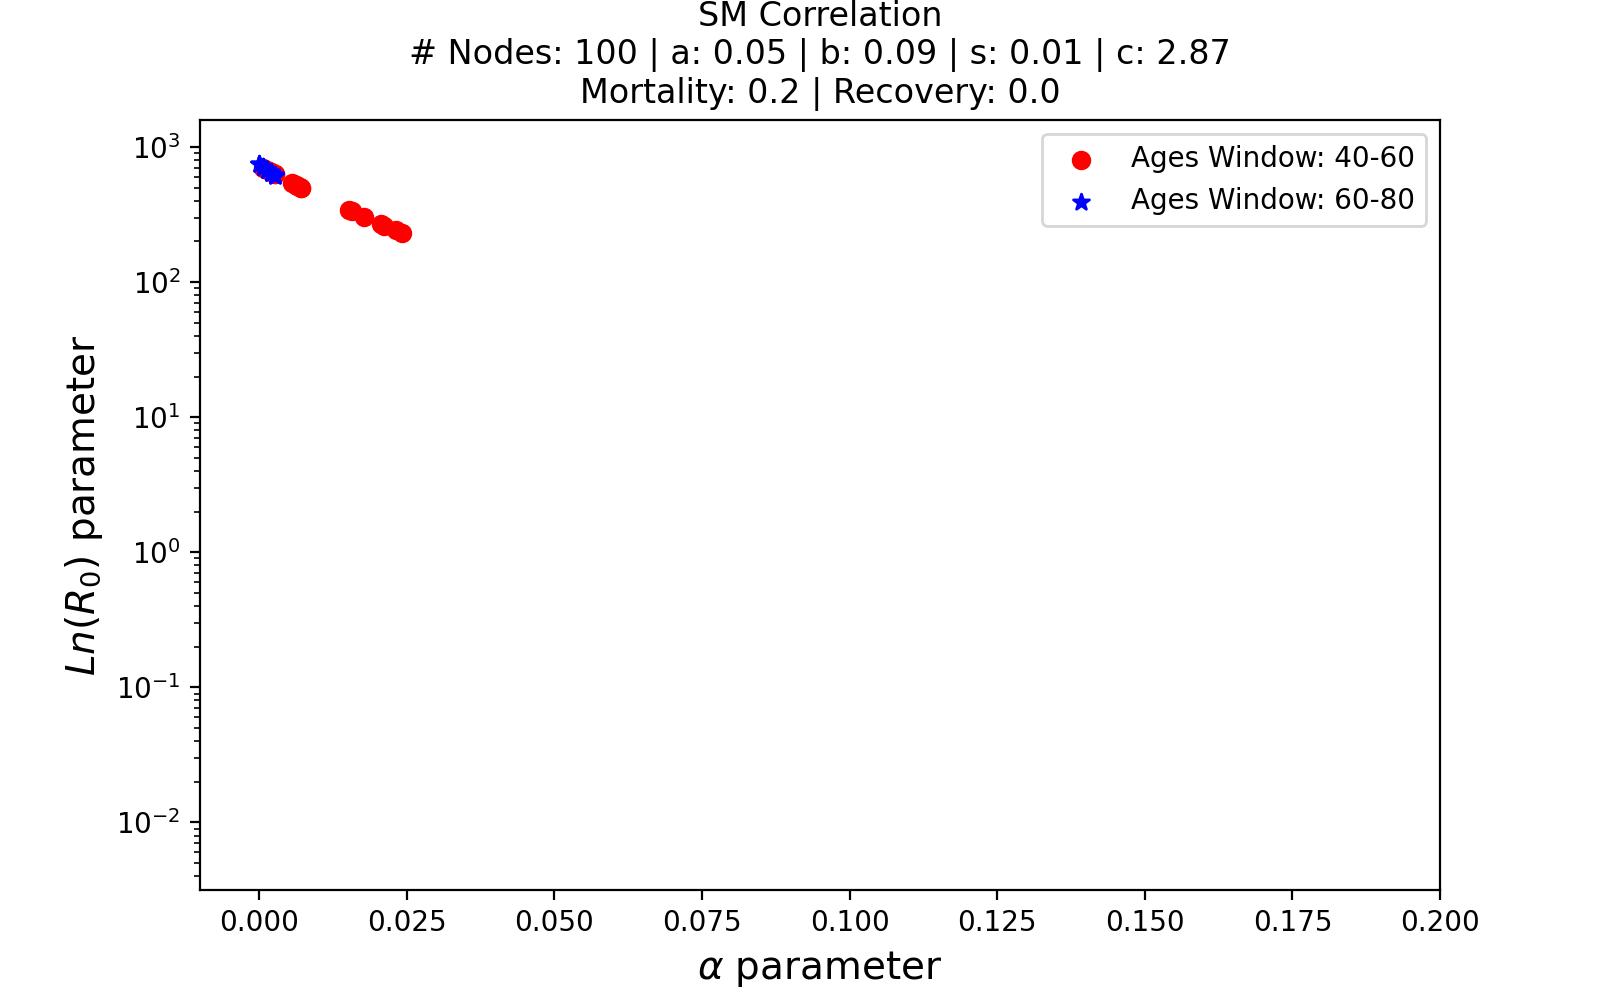 SM Correlation
# Nodes: 100 | a: 0.05 | b: 0.09 | s: 0.01 | c: 2.87
Mortality: 0.2 | Recovery: 0.0
Ages Window: 40-60
Ages Window: 60-80
10³
10²
10¹
10⁰
10⁻¹
10⁻²
Ln(R₀) parameter
0.000 0.025 0.050 0.075 0.100 0.125 0.150 0.175 0.200
α parameter